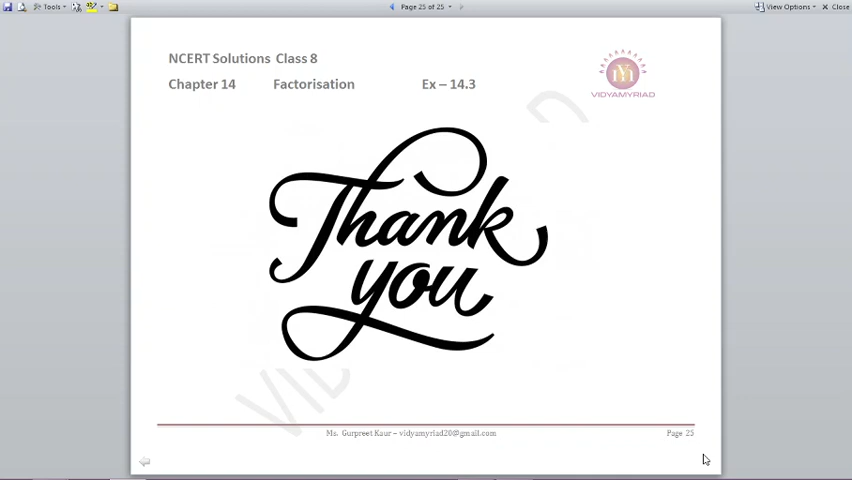 Tools
Page 25 of 25
View Options
Close
NCERT Solutions Class 8
Chapter 14 Factorisation Ex – 14.3
VIDYAMYRIAD
Thank
you
Ms. Gurpreet Kaur – vidyamyriad20@gmail.com
Page 25